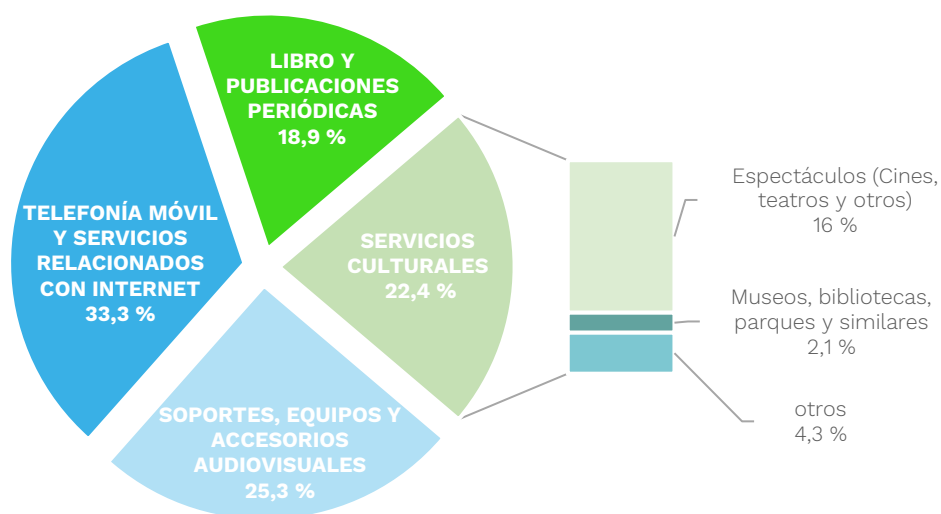 LIBRO Y
PUBLICACIONES
PERIÓDICAS
18,9 %
TELEFONÍA MÓVIL
Y SERVICIOS
RELACIONADOS
CON INTERNET
33,3 %
SERVICIOS
CULTURALES
22,4 %
SOPORTES, EQUIPOS Y
ACCESORIOS
AUDIOVISUALES
25,3 %
Espectáculos (Cines,
teatros y otros)
16 %
Museos, bibliotecas,
parques y similares
2,1 %
otros
4,3 %